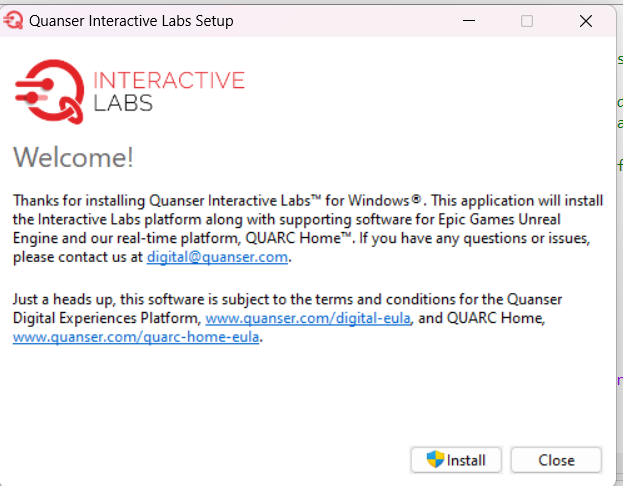 Quanser Interactive Labs Setup
INTERACTIVE
LABS
Welcome!
Thanks for installing Quanser Interactive Labs™ for Windows®. This application will install
the Interactive Labs platform along with supporting software for Epic Games Unreal
Engine and our real-time platform, QUARC Home™. If you have any questions or issues,
please contact us at digital@quanser.com.
Just a heads up, this software is subject to the terms and conditions for the Quanser
Digital Experiences Platform, www.quanser.com/digital-eula, and QUARC Home,
www.quanser.com/quarc-home-eula.
Install Close